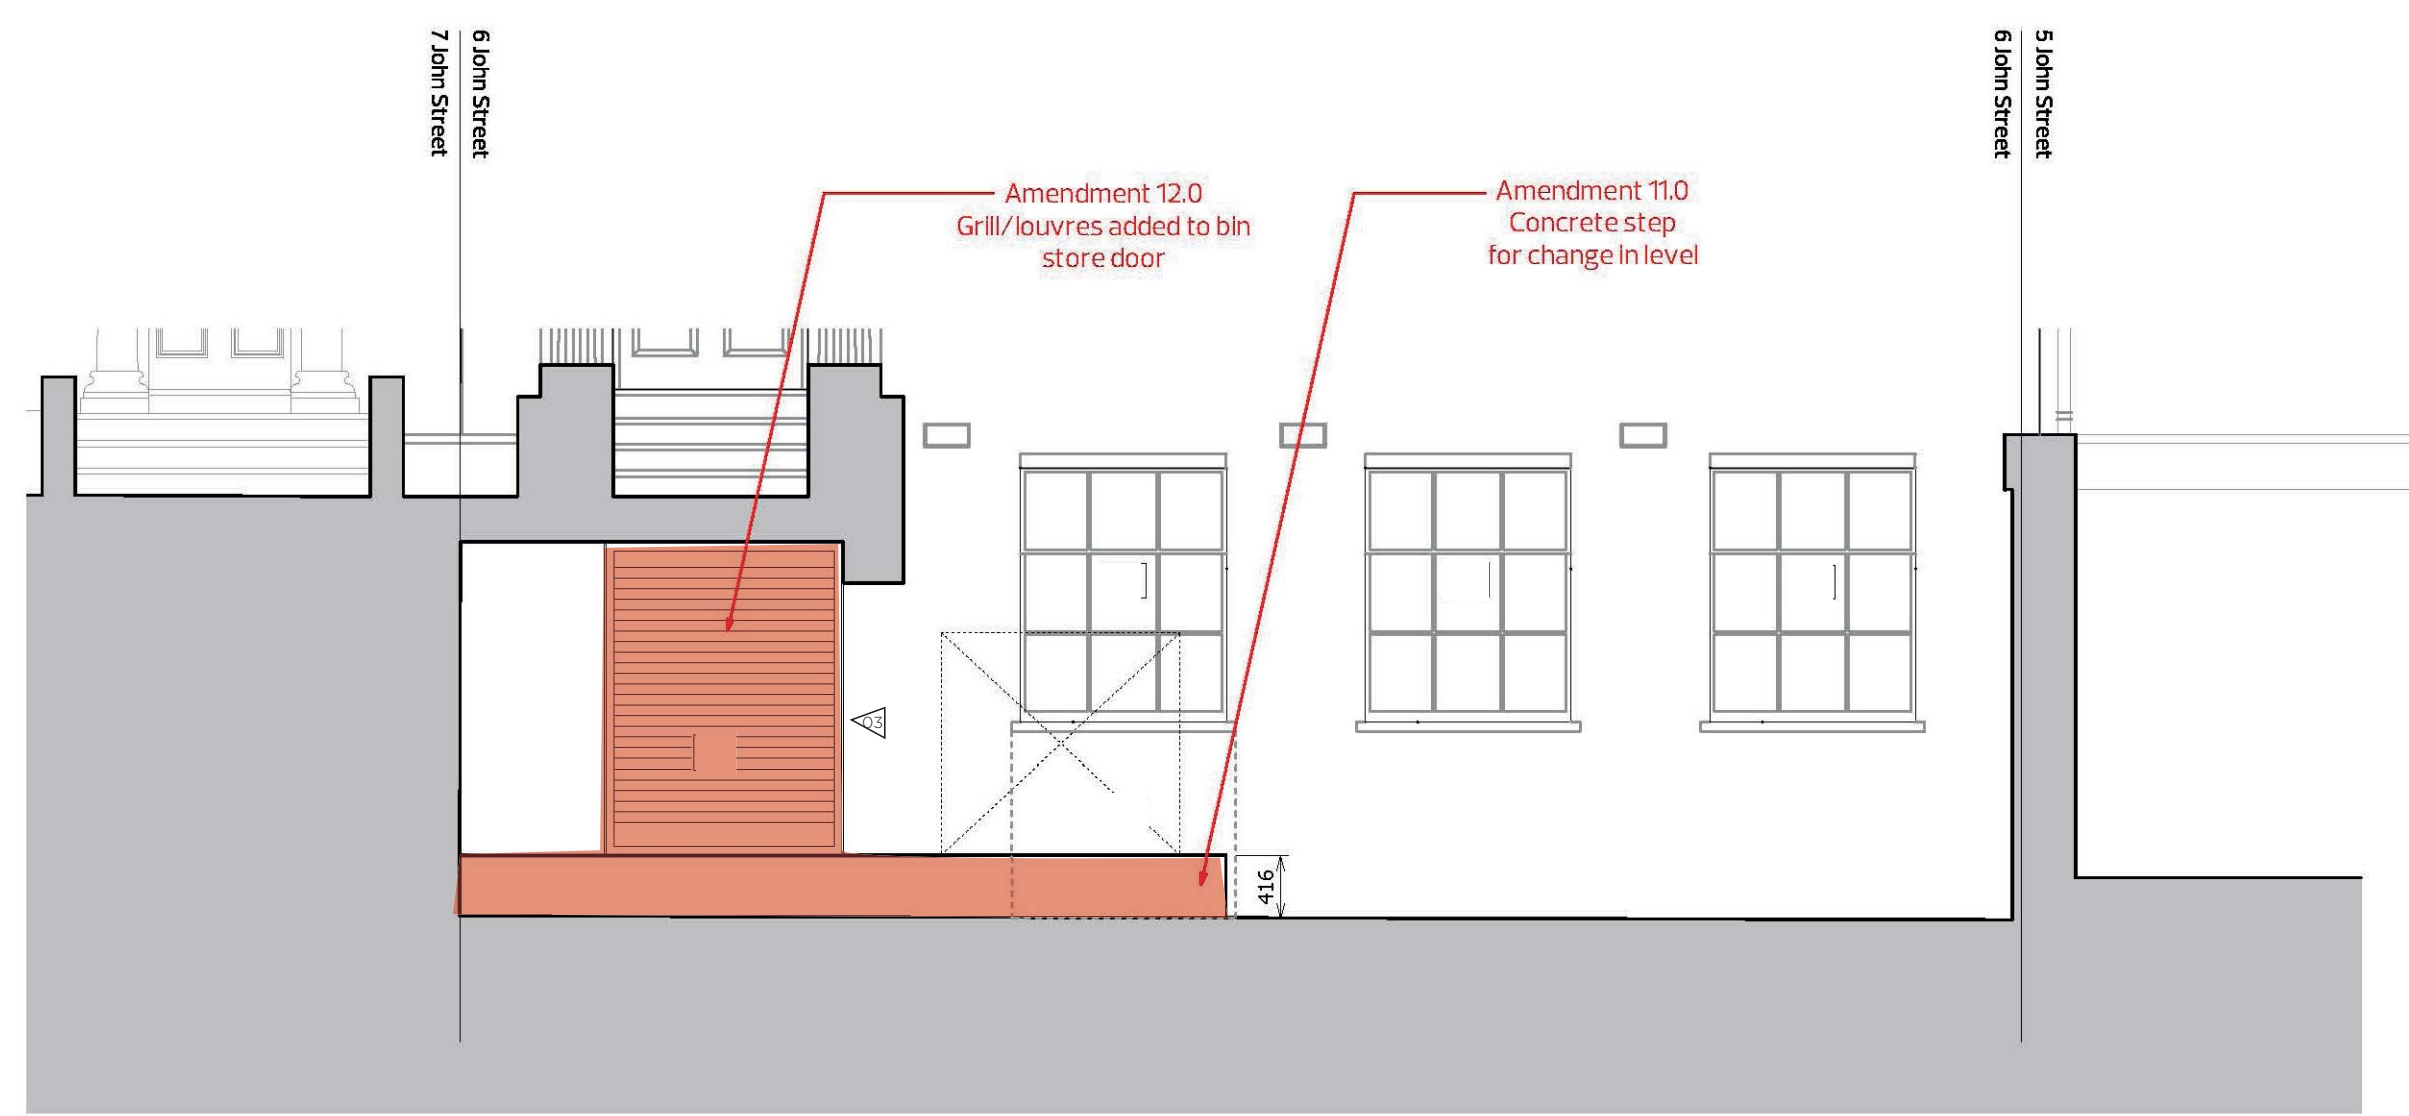 7 John Street
6 John Street
6 John Street
5 John Street
Amendment 12.0
Grill/louvres added to bin
store door
Amendment 11.0
Concrete step
for change in level
03
416